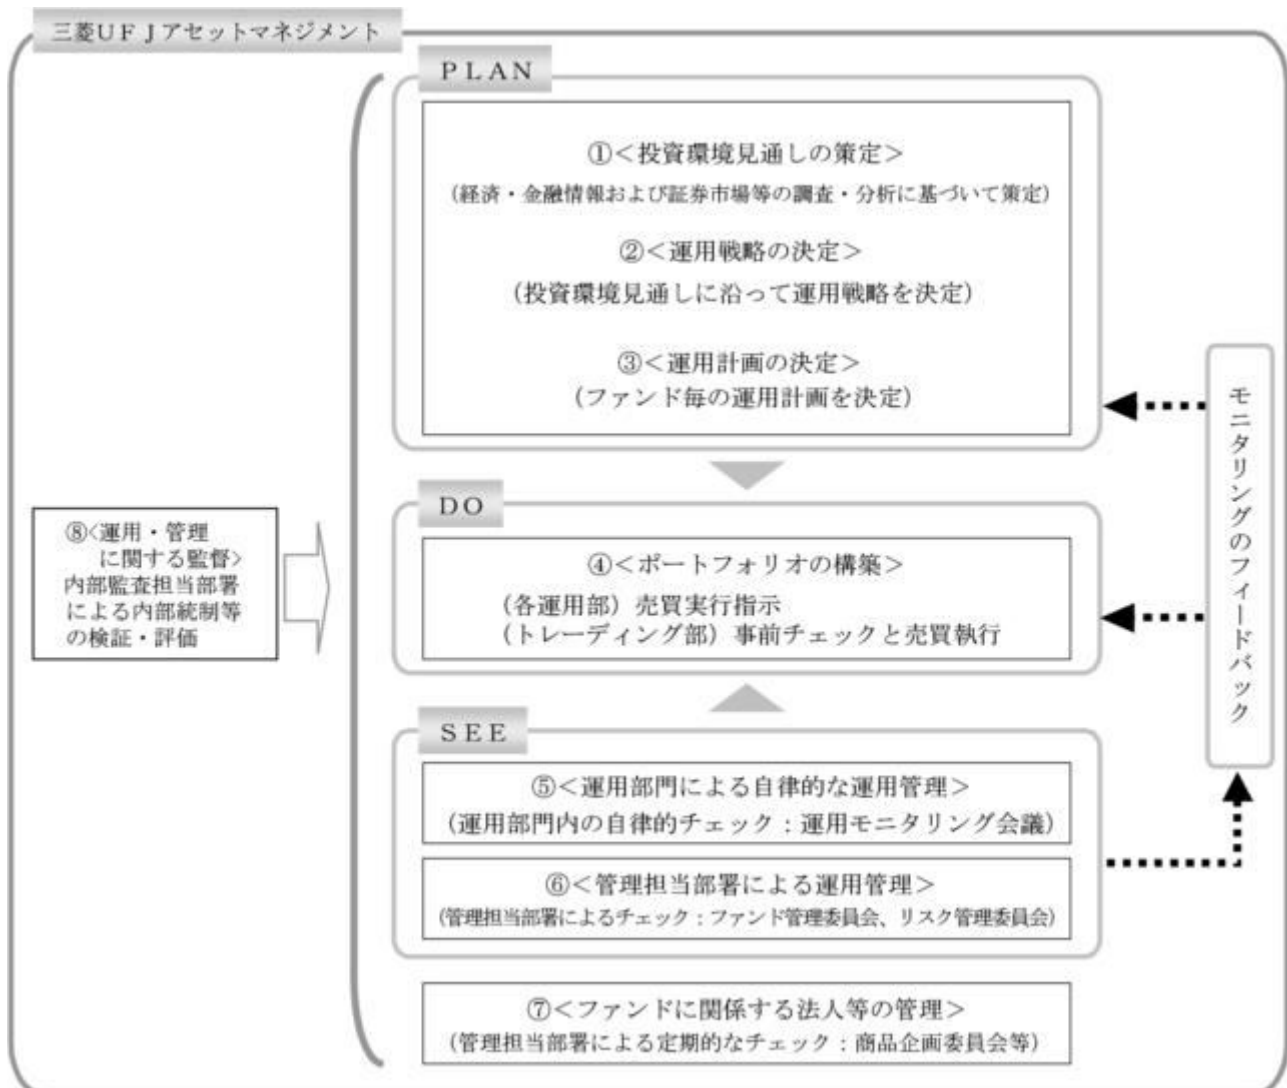 三菱ＵＦＪアセットマネジメント
ＰＬＡＮ
①＜投資環境見通しの策定＞
（経済・金融情報および証券市場等の調査・分析に基づいて策定）
②＜運用戦略の決定＞
（投資環境見通しに沿って運用戦略を決定）
③＜運用計画の決定＞
（ファンド毎の運用計画を決定）
ＤＯ
④＜ポートフォリオの構築＞
（各運用部）売買実行指示
（トレーディング部）事前チェックと売買執行
ＳＥＥ
⑤＜運用部門による自律的な運用管理＞
（運用部門内の自律的チェック：運用モニタリング会議）
⑥＜管理担当部署による運用管理＞
（管理担当部署によるチェック：ファンド管理委員会、リスク管理委員会）
⑦＜ファンドに関係する法人等の管理＞
（管理担当部署による定期的なチェック：商品企画委員会等）
⑧<運用・管理
に関する監督>
内部監査担当部署
による内部統制等
の検証・評価
モニタリングのフィードバック